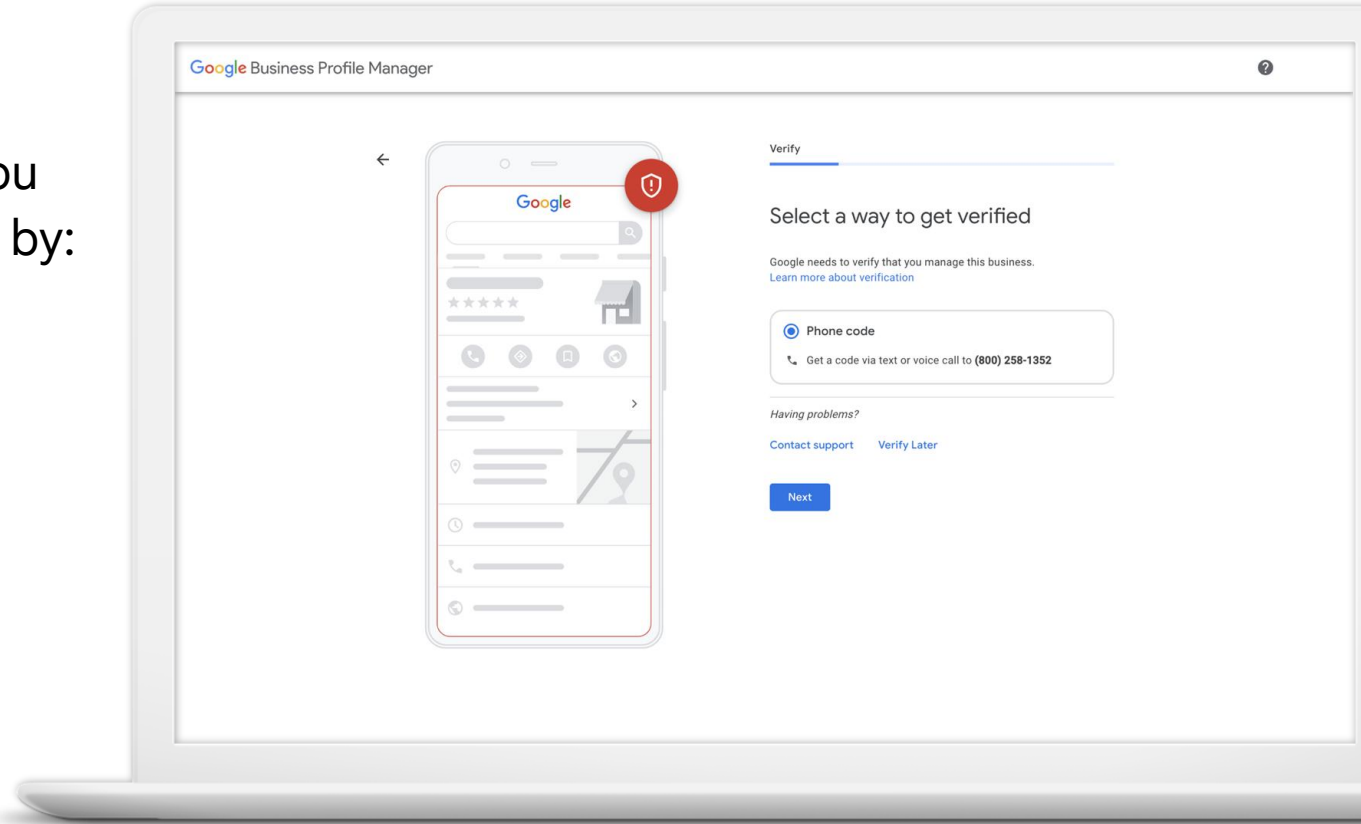 ou
by:
Google Business Profile Manager
Google
Verify
Select a way to get verified
Google needs to verify that you manage this business.
Learn more about verification
Phone code
Get a code via text or voice call to (800) 258-1352
Having problems?
Contact support Verify Later
Next